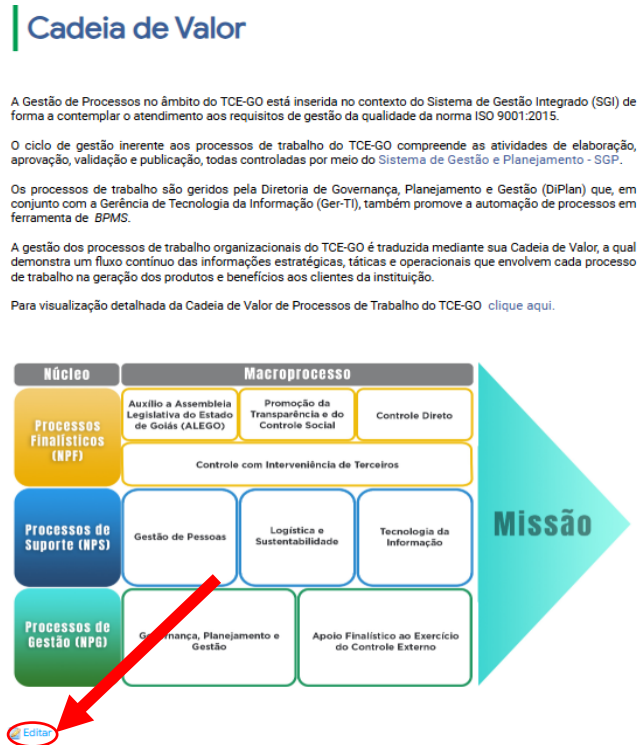 Cadeia de Valor
A Gestão de Processos no âmbito do TCE-GO está inserida no contexto do Sistema de Gestão Integrado (SGI) de
forma a contemplar o atendimento aos requisitos de gestão da qualidade da norma ISO 9001:2015.
O ciclo de gestão inerente aos processos de trabalho do TCE-GO compreende as atividades de elaboração,
aprovação, validação e publicação, todas controladas por meio do Sistema de Gestão e Planejamento - SGP.
Os processos de trabalho são geridos pela Diretoria de Governança, Planejamento e Gestão (DiPlan) que, em
conjunto com a Gerência de Tecnologia da Informação (Ger-TI), também promove a automação de processos em
ferramenta de BPMS.
A gestão dos processos de trabalho organizacionais do TCE-GO é traduzida mediante sua Cadeia de Valor, a qual
demonstra um fluxo contínuo das informações estratégicas, táticas e operacionais que envolvem cada processo
de trabalho na geração dos produtos e benefícios aos clientes da instituição.
Para visualização detalhada da Cadeia de Valor de Processos de Trabalho do TCE-GO clique aqui.
Núcleo
Macroprocesso
Processos
Finalísticos
(NPF)
Auxílio a Assembleia
Legislativa do Estado
de Goiás (ALEGO)
Promoção da
Transparência e do
Controle Social
Controle Direto
Controle com Interveniência de Terceiros
Processos de
Suporte (NPS)
Gestão de Pessoas
Logística e
Sustentabilidade
Tecnologia da
Informação
Processos de
Gestão (NPG)
Planejamento e
Gestão
Apoio Finalístico ao Exercício
do Controle Externo
Missão
Editar